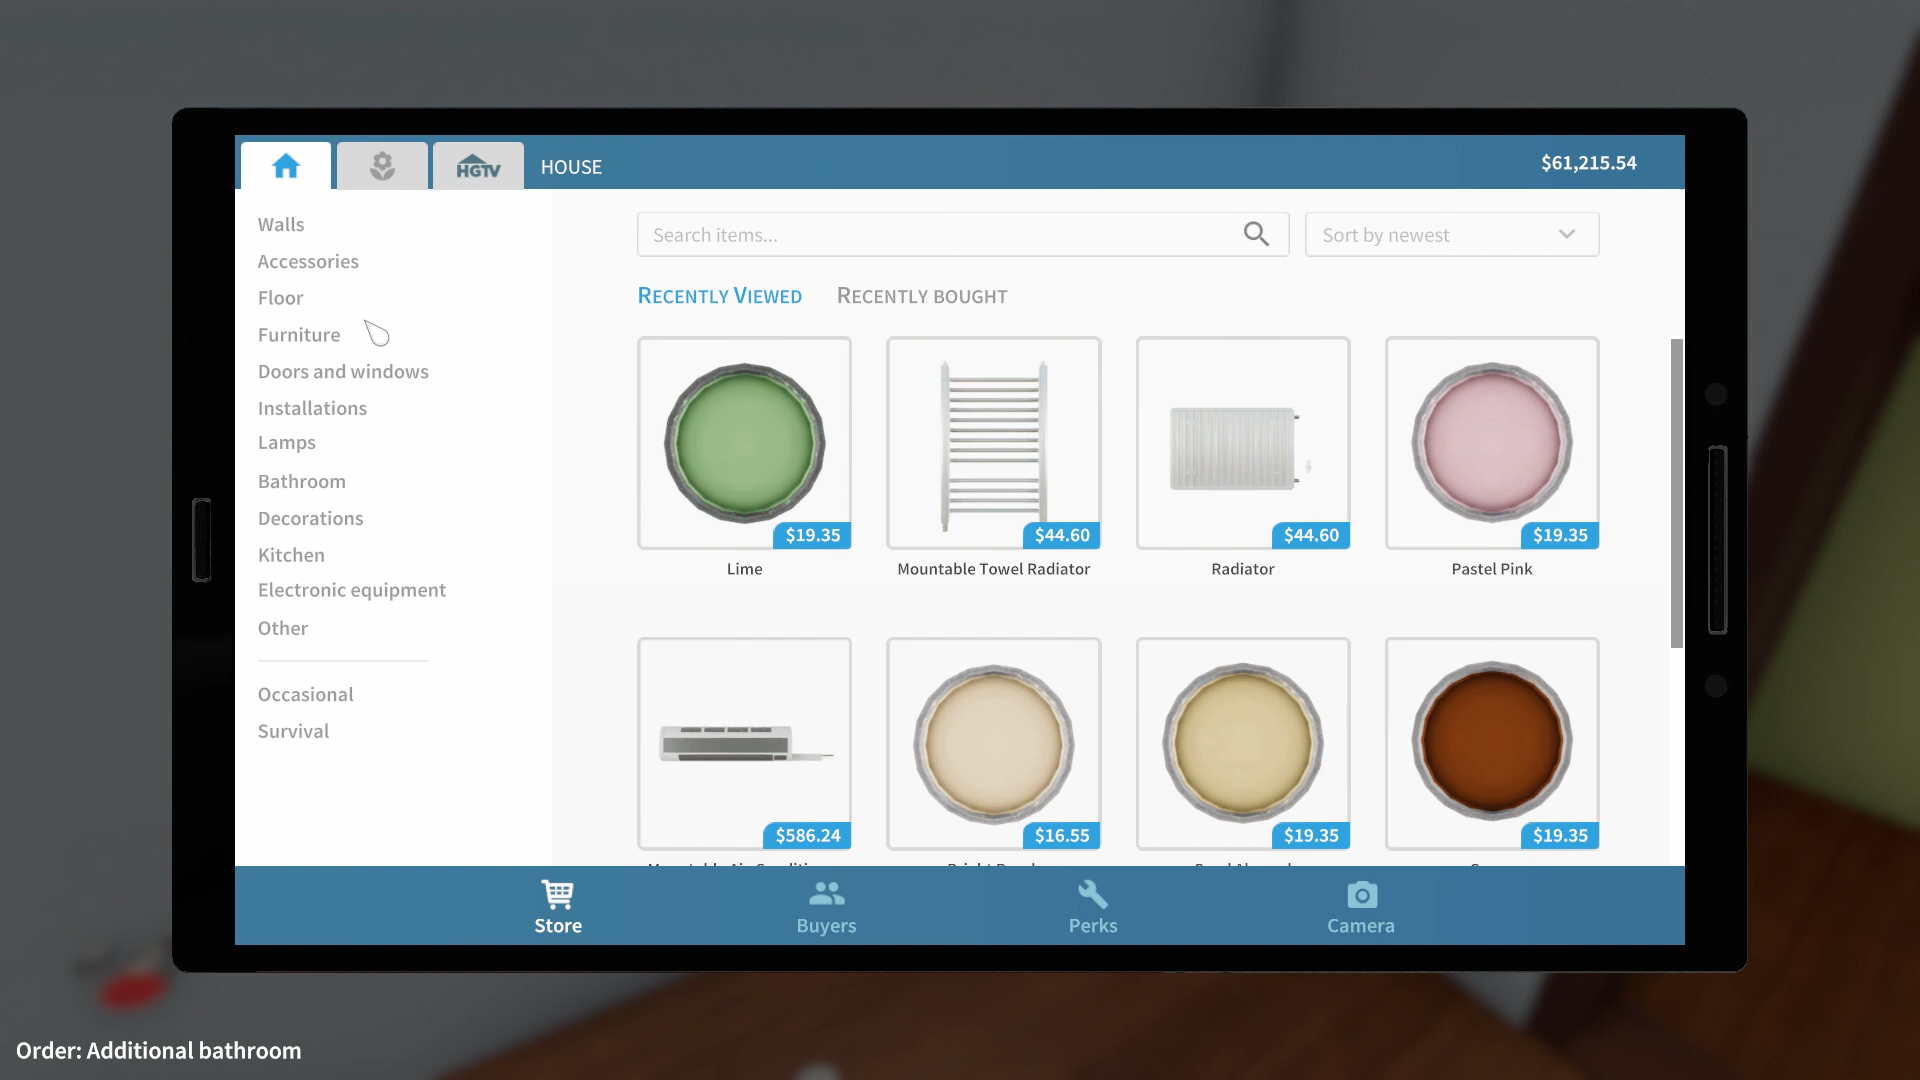 HGTV
HOUSE
$61,215.54
Walls
Accessories
Floor
Furniture
Doors and windows
Installations
Lamps
Bathroom
Decorations
Kitchen
Electronic equipment
Other
Occasional
Survival
Search items...
Sort by newest
RECENTLY VIEWED
RECENTLY BOUGHT
$19.35
Lime
$44.60
Mountable Towel Radiator
$44.60
Radiator
$19.35
Pastel Pink
$586.24
$16.55
$19.35
$19.35
Store
Buyers
Perks
Camera
Order: Additional bathroom